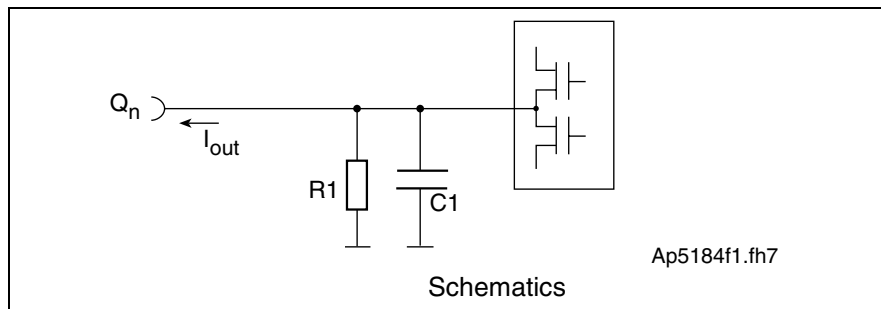 Qn
Iout
R1
C1
Ap5184f1.fh7
Schematics